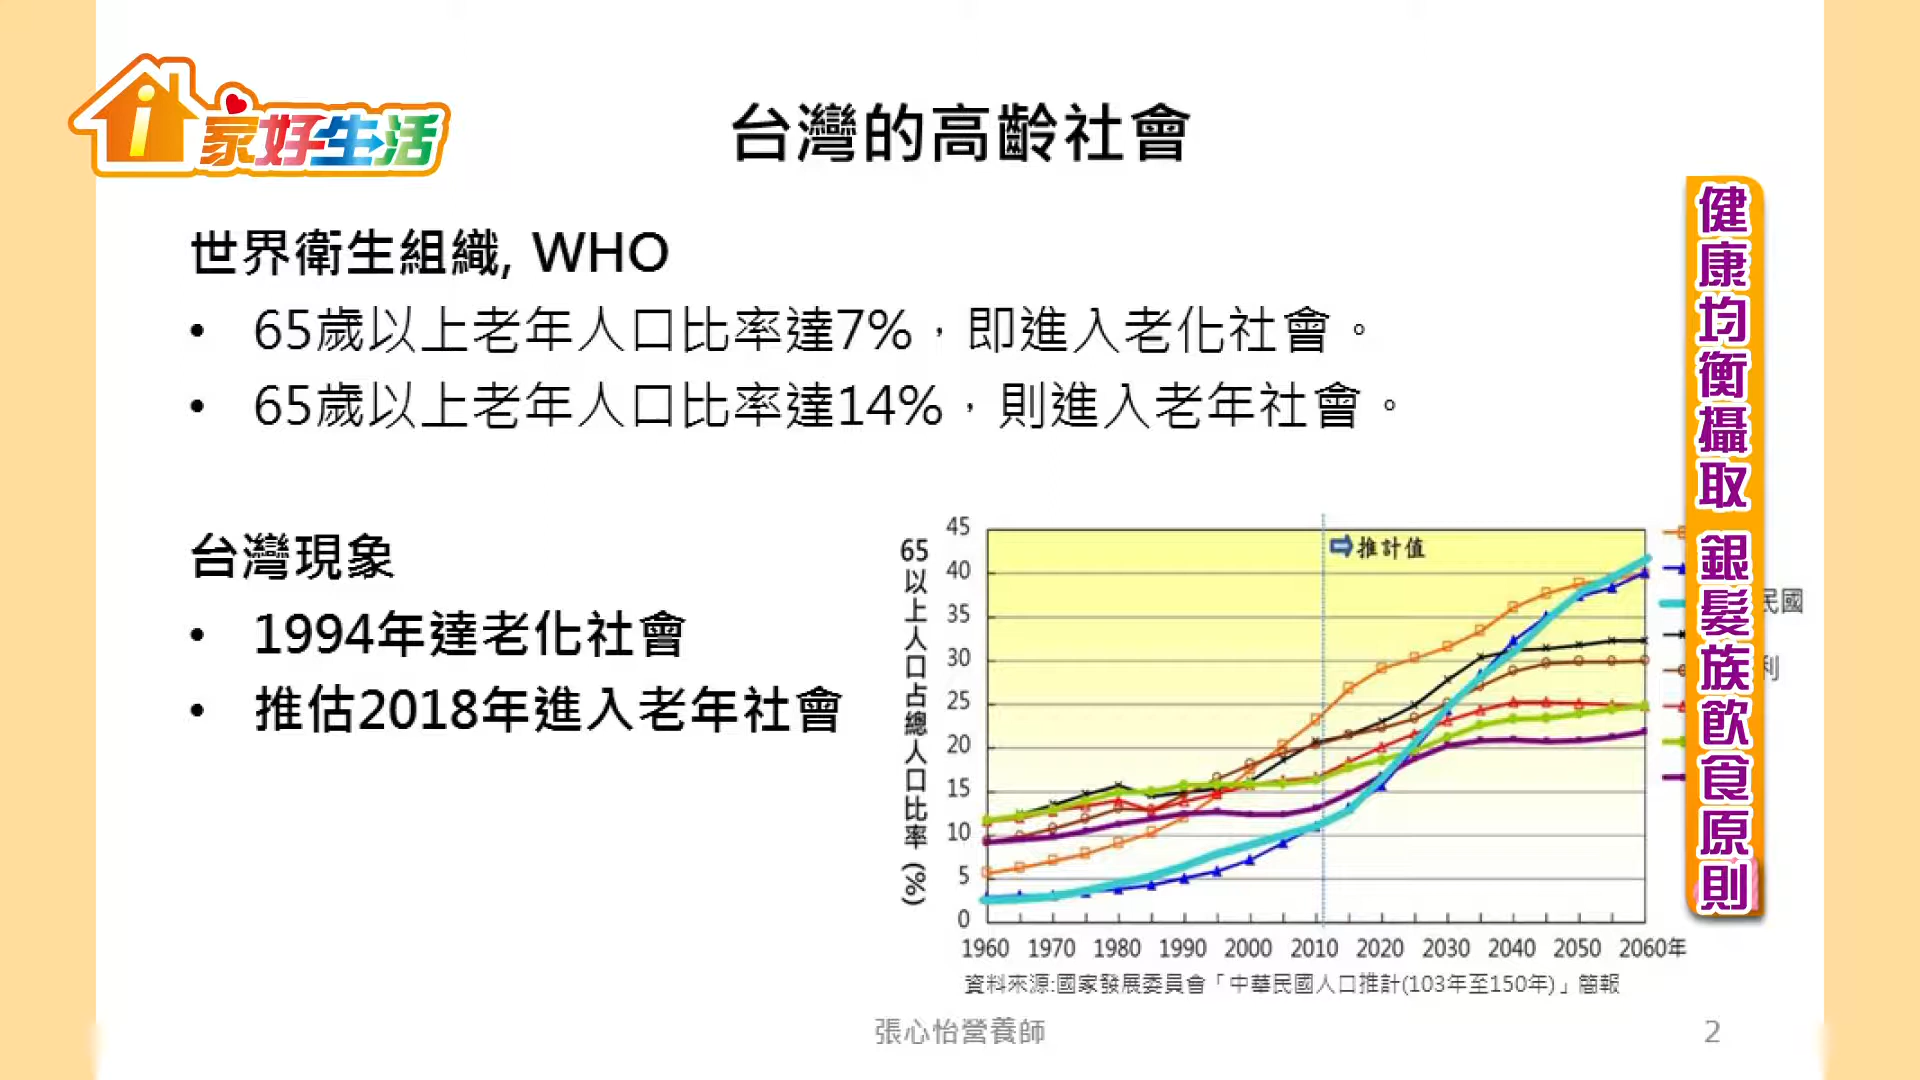 i家好生活
台灣的高齡社會
世界衛生組織, WHO
• 65歲以上老年人口比率達7%，即進入老化社會。
• 65歲以上老年人口比率達14%，則進入老年社會。
台灣現象
• 1994年達老化社會
• 推估2018年進入老年社會
65以上人口占總人口比率(%)
45
40
35
30
25
20
15
10
5
0
推計值
1960 1970 1980 1990 2000 2010 2020 2030 2040 2050 2060年
民國
利
資料來源:國家發展委員會「中華民國人口推計(103年至150年)」簡報
健康均衡攝取 銀髮族飲食原則
張心怡營養師
2